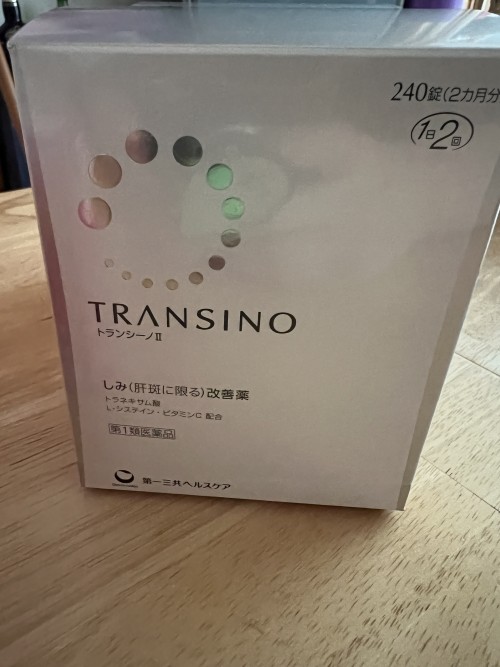 240錠(2カ月分
1日2回
TRANSINO
トランシーノⅡ
しみ(肝斑に限る)改善薬
トラネキサム酸
L-システイン・ビタミンC 配合
第1類医薬品
第一三共ヘルスケア